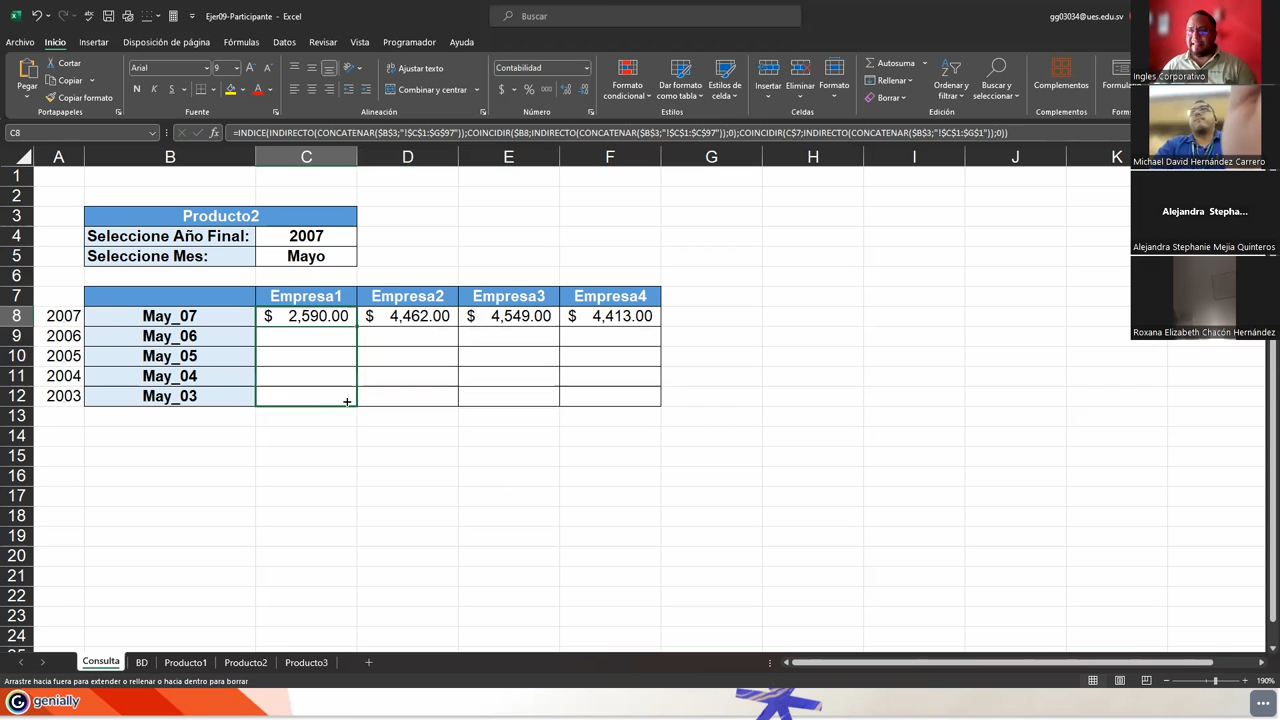 Ejer09-Participante - Excel
Buscar
gg03034@ues.edu.sv
Archivo Inicio Insertar Disposición de página Fórmulas Datos Revisar Vista Programador Ayuda
Pegar
Cortar
Copiar
Copiar formato
Portapapeles
Arial 9
N K S
Fuente
Ajustar texto
Combinar y centrar
Alineación
Contabilidad
$ % 000
Número
Formato condicional
Dar formato como tabla
Estilos de celda
Estilos
Insertar Eliminar Formato
Celdas
Autosuma
Rellenar
Borrar
Ordenar y filtrar
Buscar y seleccionar
Edición
Complementos
Complementos
Formula
C8
=INDICE(INDIRECTO(CONCATENAR($B$3;"!$C$1:$G$97"));COINCIDIR($B8;INDIRECTO(CONCATENAR($B$3;"!$C$1:$C$97"));0);COINCIDIR(C$7;INDIRECTO(CONCATENAR($B$3;"!$C$1:$G$1"));0))
A B C D E F G H I J K
1
2
3 Producto2
4 Seleccione Año Final: 2007
5 Seleccione Mes: Mayo
6
7 Empresa1 Empresa2 Empresa3 Empresa4
8 2007 May_07 $ 2,590.00 $ 4,462.00 $ 4,549.00 $ 4,413.00
9 2006 May_06
10 2005 May_05
11 2004 May_04
12 2003 May_03
13
14
15
16
17
18
19
20
21
22
23
24
Consulta BD Producto1 Producto2 Producto3
Arrastre hacia fuera para extender o rellenar o hacia dentro para borrar
190%
genially
Ingles Corporativo
Michael David Hernández Carrero
Alejandra Stepha...
Alejandra Stephanie Mejia Quinteros
Roxana Elizabeth Chacón Hernández